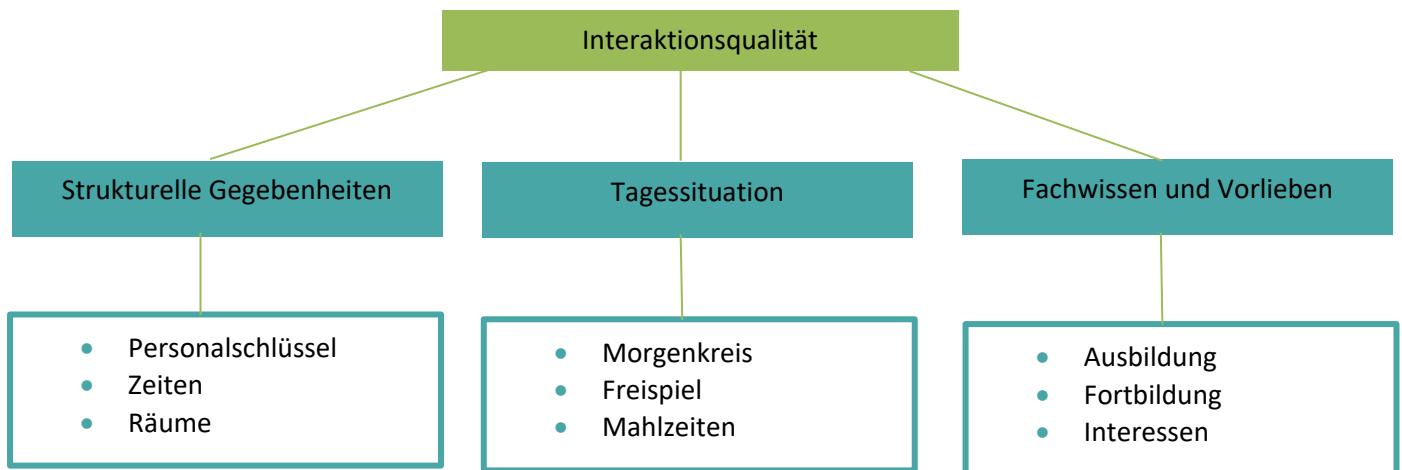 Interaktionsqualität
Strukturelle Gegebenheiten
Tagessituation
Fachwissen und Vorlieben
• Personalschlüssel
• Zeiten
• Räume
• Morgenkreis
• Freispiel
• Mahlzeiten
• Ausbildung
• Fortbildung
• Interessen